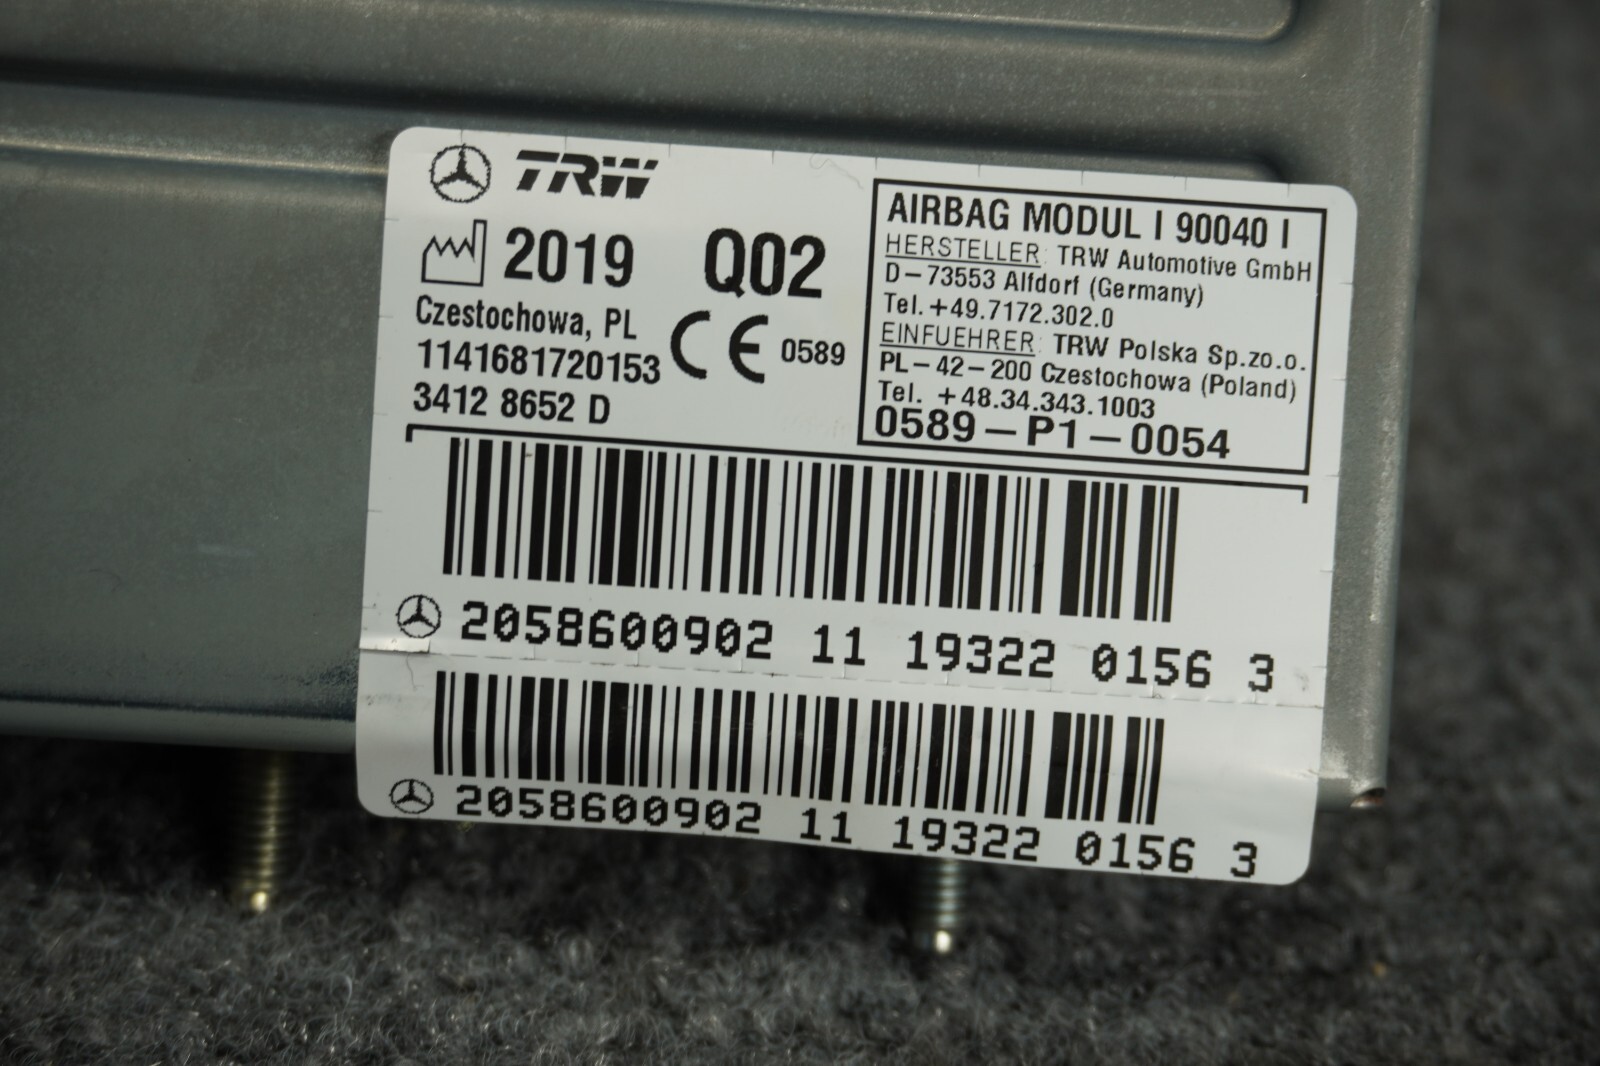 TRW
2019 Q02
Czestochowa, PL
1141681720153
CE 0589
3412 8652 D
AIRBAG MODUL I 90040 I
HERSTELLER: TRW Automotive GmbH
D-73553 Alfdorf (Germany)
Tel. +49.7172.302.0
EINFUEHRER: TRW Polska Sp.zo.o.
PL-42-200 Czestochowa (Poland)
Tel. +48.34.343.1003
0589-P1-0054
2058600902 11 19322 0156 3
2058600902 11 19322 0156 3